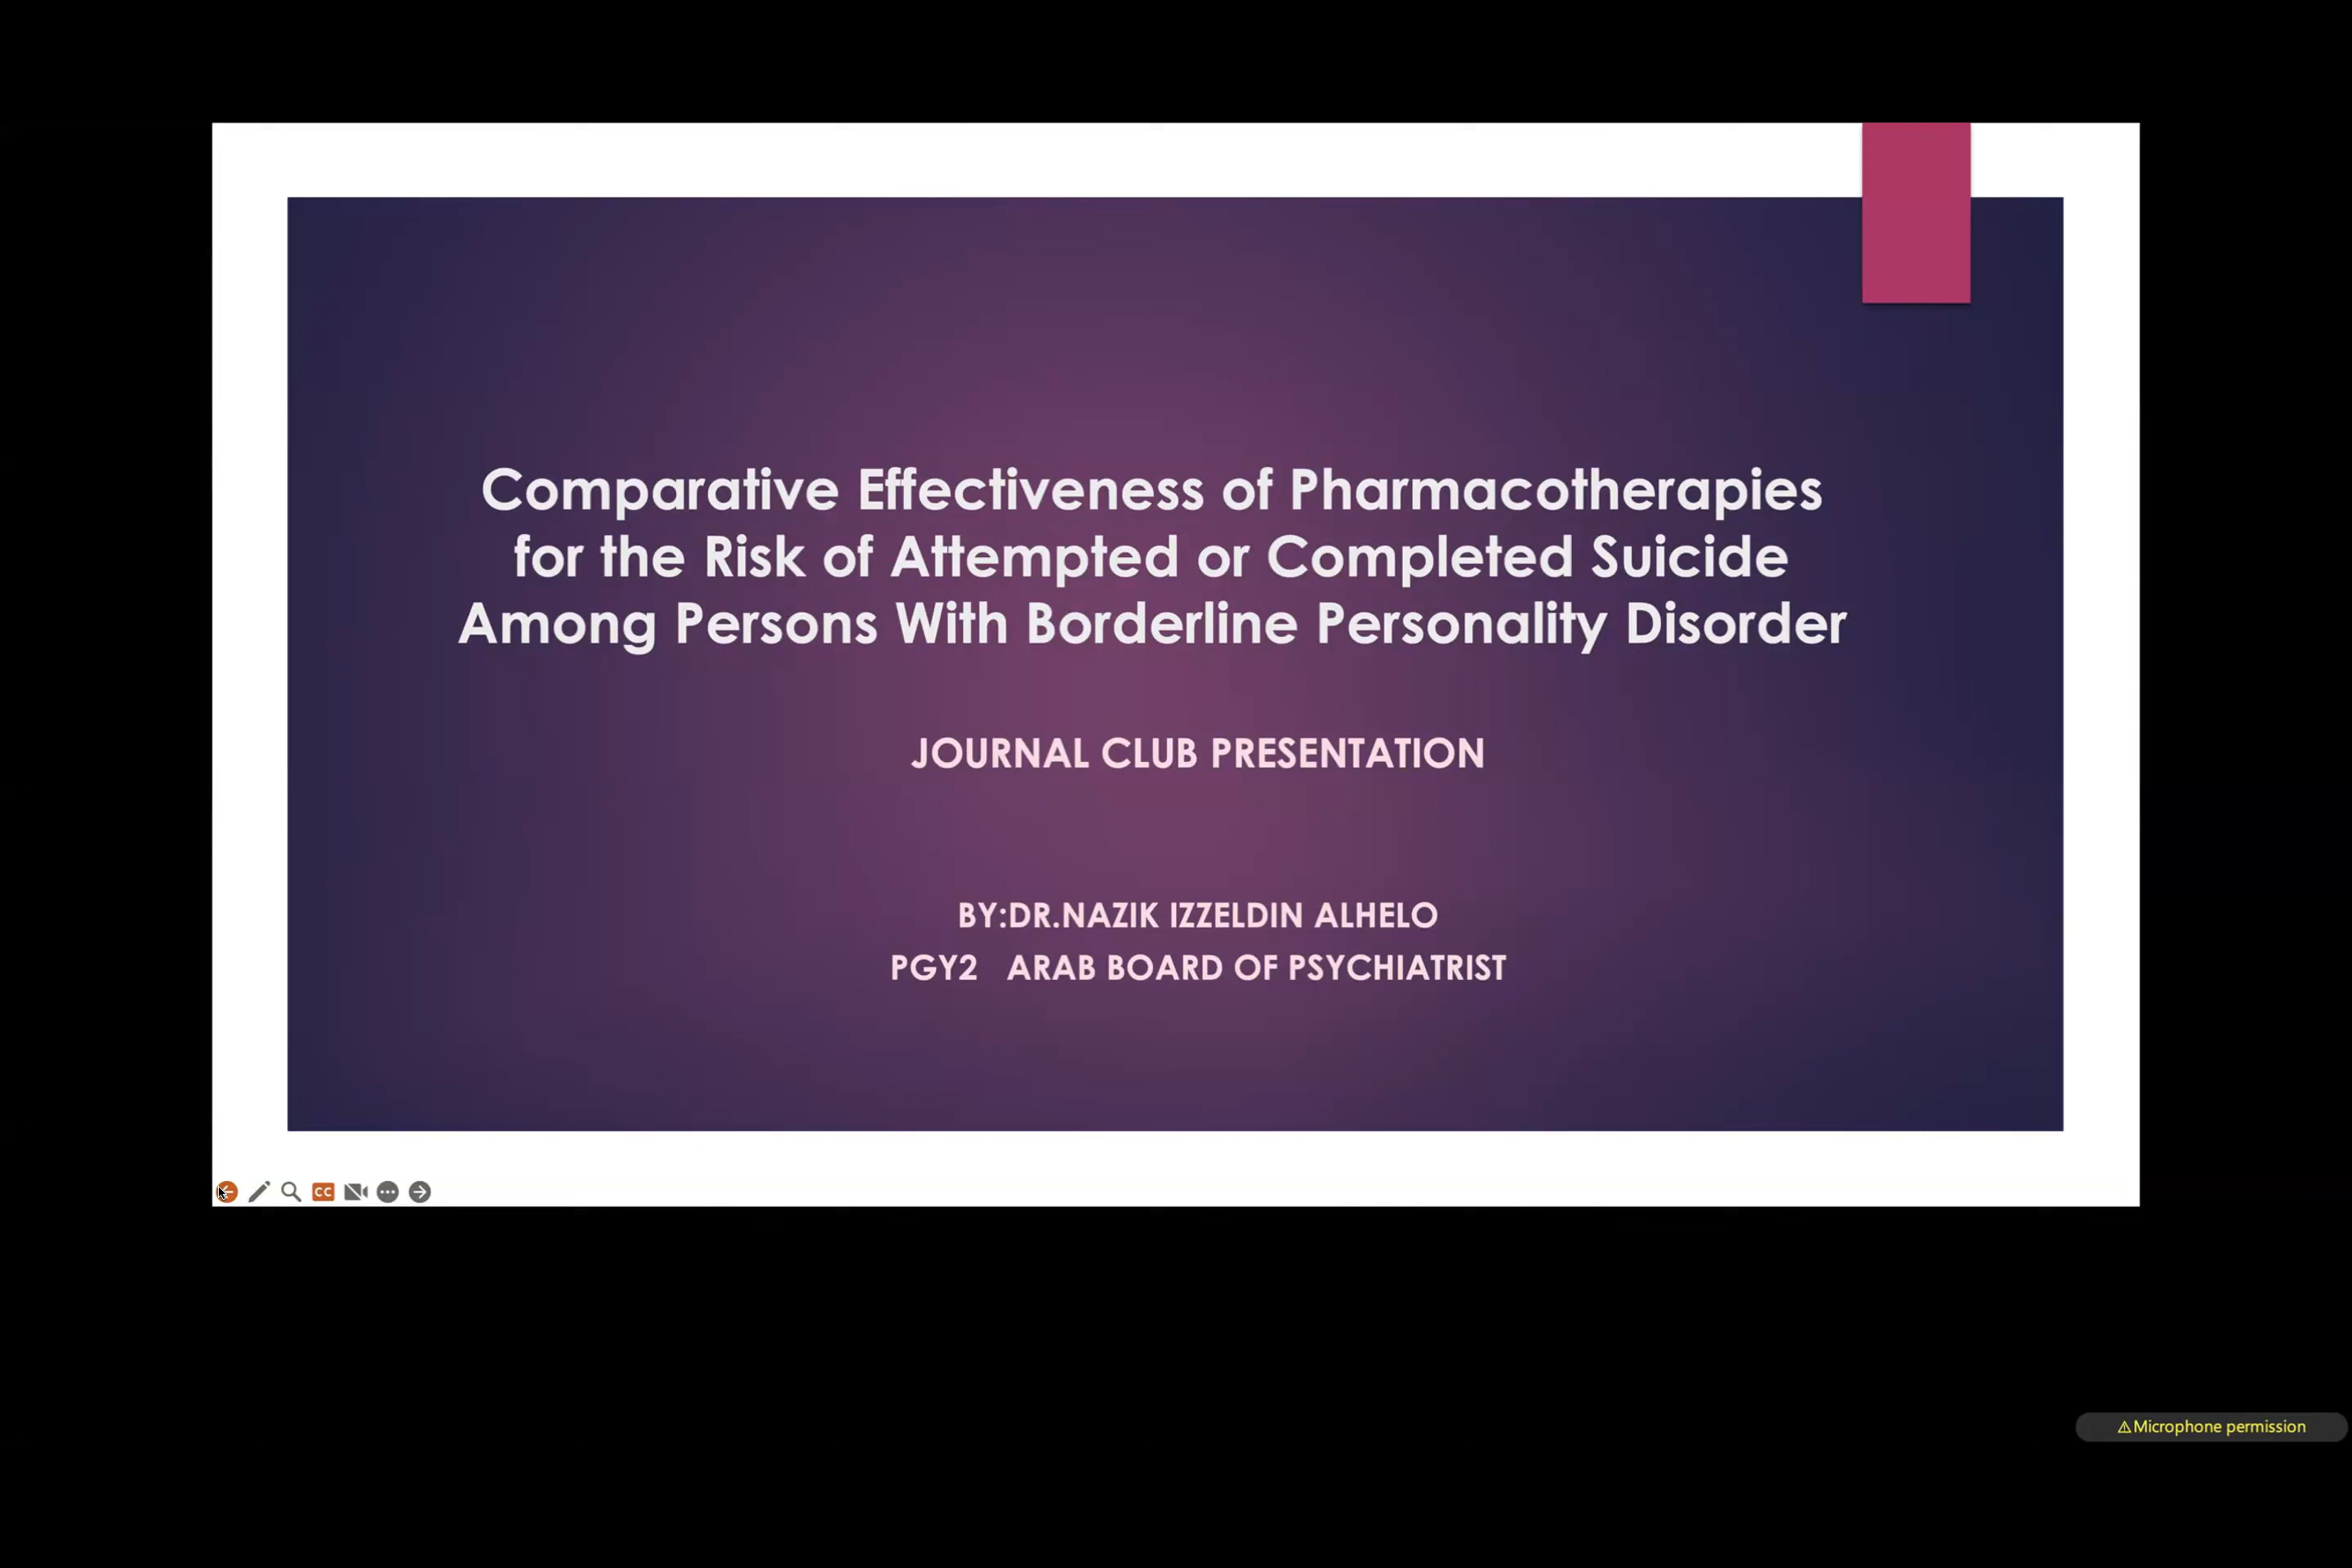 Comparative Effectiveness of Pharmacotherapies
for the Risk of Attempted or Completed Suicide
Among Persons With Borderline Personality Disorder
JOURNAL CLUB PRESENTATION
BY:DR.NAZIK IZZELDIN ALHELO
PGY2 ARAB BOARD OF PSYCHIATRIST
CC
⚠Microphone permission